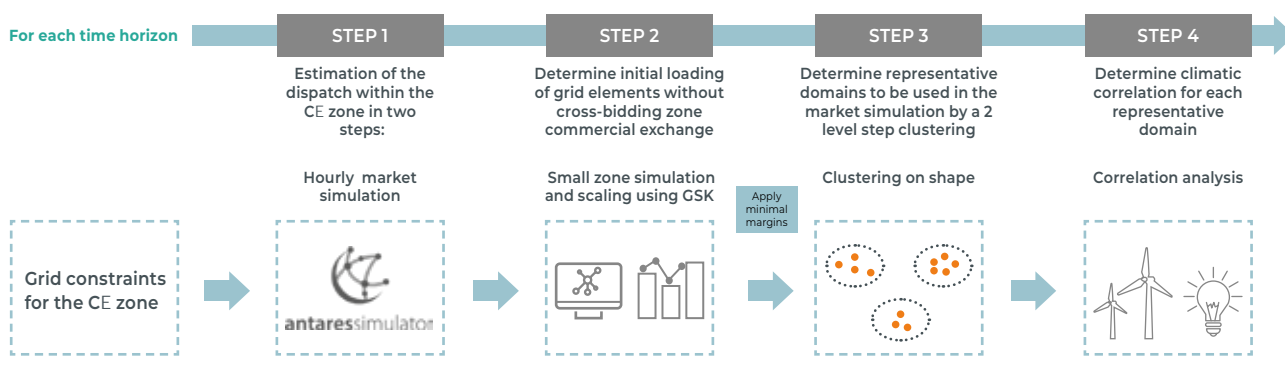 For each time horizon
STEP 1
STEP 2
STEP 3
STEP 4
Estimation of the
dispatch within the
CE zone in two
steps:
Determine initial loading
of grid elements without
cross-bidding zone
commercial exchange
Determine representative
domains to be used in the
market simulation by a 2
level step clustering
Determine climatic
correlation for each
representative
domain
Hourly market
simulation
Small zone simulation
and scaling using GSK
Apply
minimal
margins
Clustering on shape
Correlation analysis
Grid constraints
for the CE zone
antaressimulator